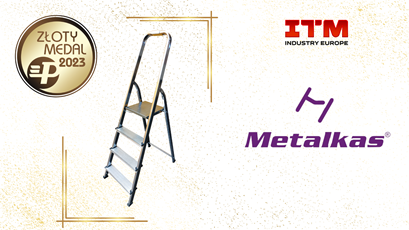 ZŁOTY
MEDAL
2023
ITM
INDUSTRY EUROPE
Metalkas®